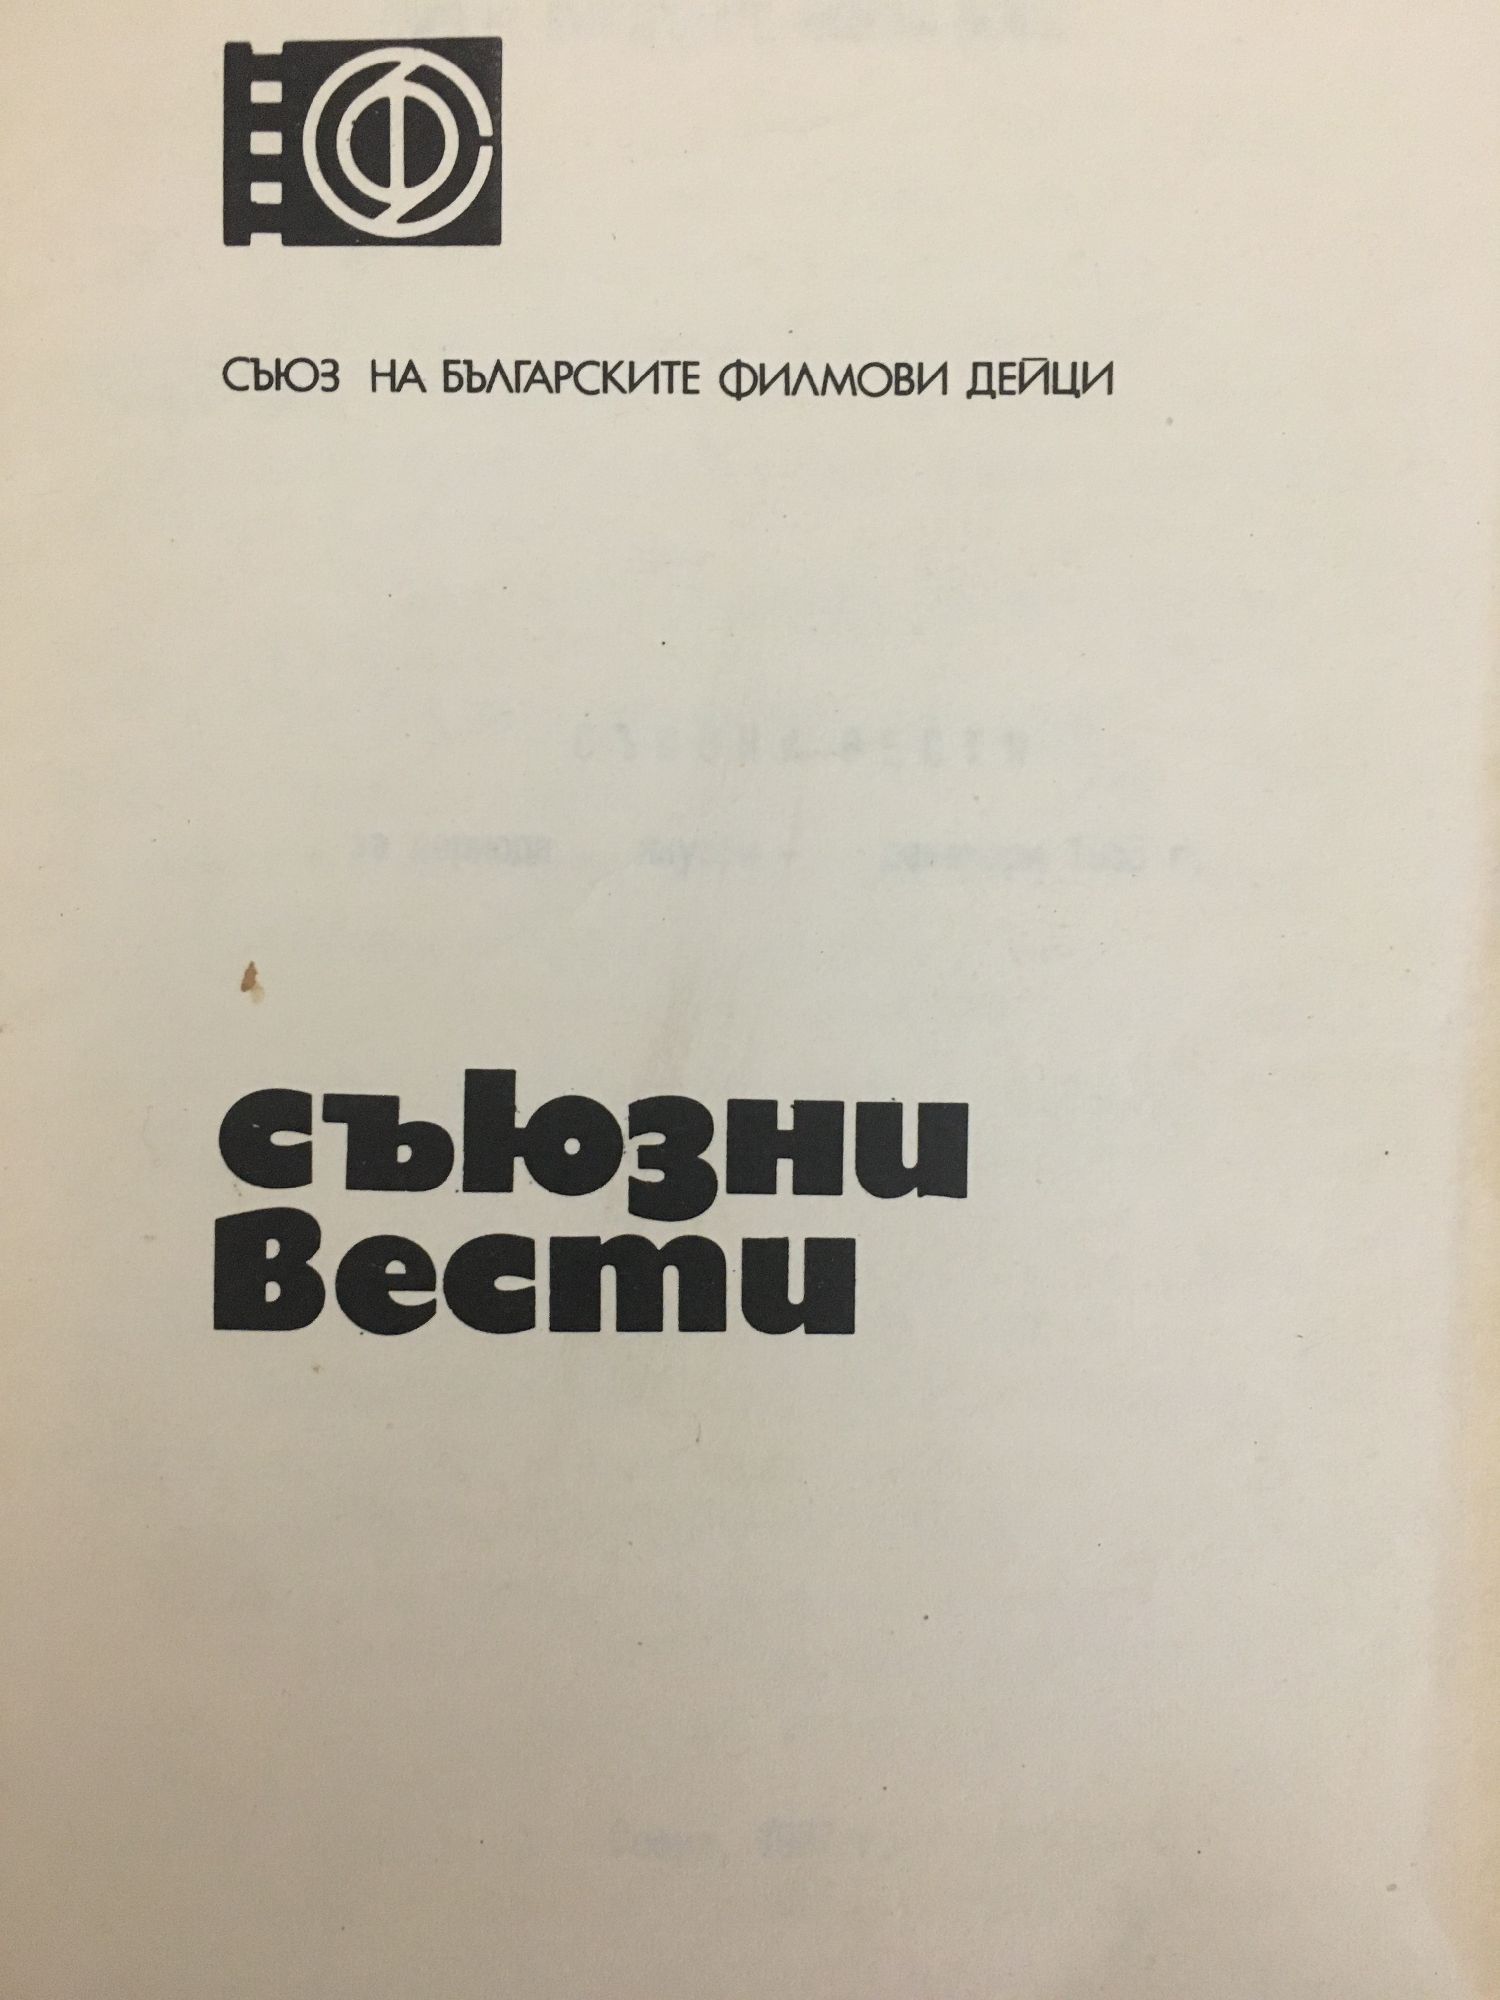 СЪЮЗ НА БЪЛГАРСКИТЕ ФИЛМОВИ ДЕЙЦИ
съюзни
вести